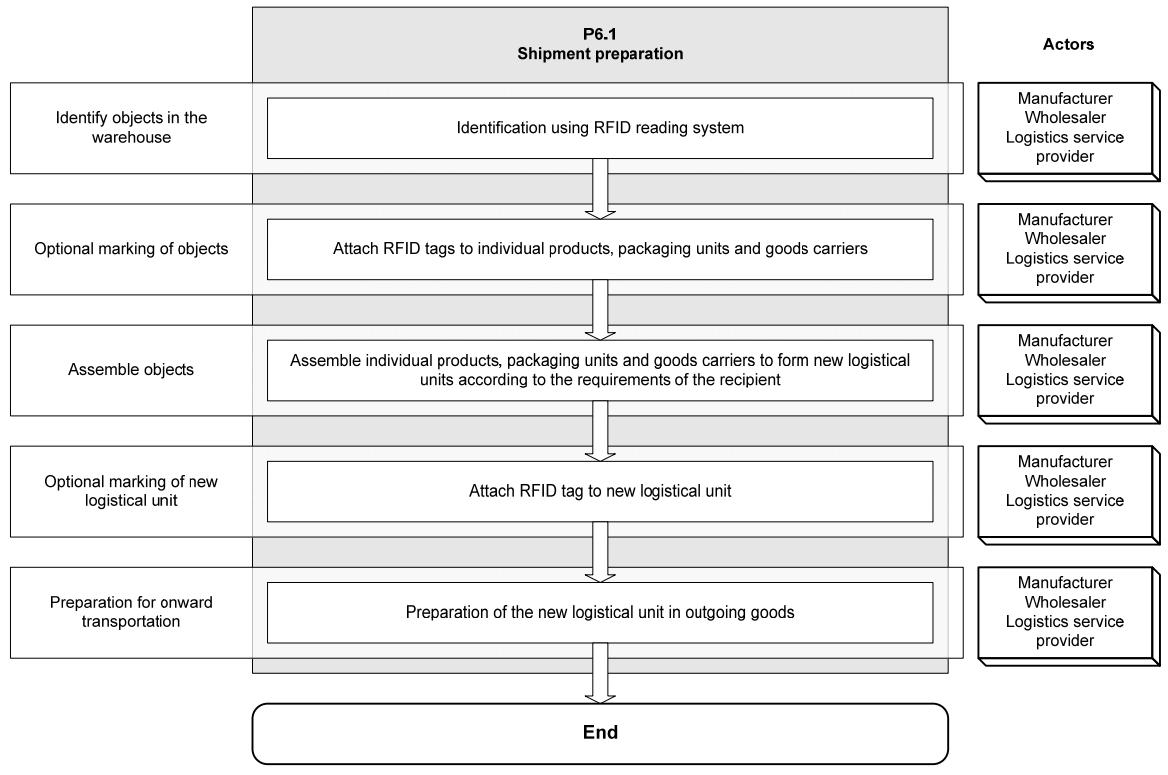 P6.1
Shipment preparation
Actors
Identify objects in the
warehouse
Identification using RFID reading system
Manufacturer
Wholesaler
Logistics service
provider
Optional marking of objects
Attach RFID tags to individual products, packaging units and goods carriers
Manufacturer
Wholesaler
Logistics service
provider
Assemble objects
Assemble individual products, packaging units and goods carriers to form new logistical
units according to the requirements of the recipient
Manufacturer
Wholesaler
Logistics service
provider
Optional marking of new
logistical unit
Attach RFID tag to new logistical unit
Manufacturer
Wholesaler
Logistics service
provider
Preparation for onward
transportation
Preparation of the new logistical unit in outgoing goods
Manufacturer
Wholesaler
Logistics service
provider
End